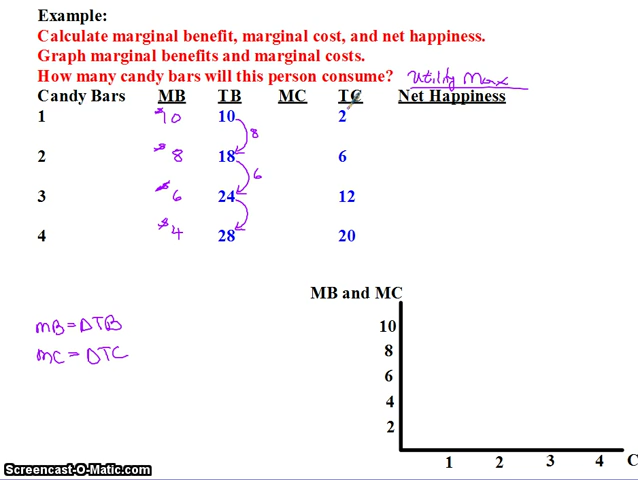 Example:
Calculate marginal benefit, marginal cost, and net happiness.
Graph marginal benefits and marginal costs.
How many candy bars will this person consume? Utility Max
Candy Bars MB TB MC TC Net Happiness
1 $10 10 2
8
2 $8 18 6
6
3 $6 24 12
4 $4 28 20
MB and MC
MB = ΔTB
MC = ΔTC
10
8
6
4
2
1 2 3 4 C
Screencast-O-Matic.com